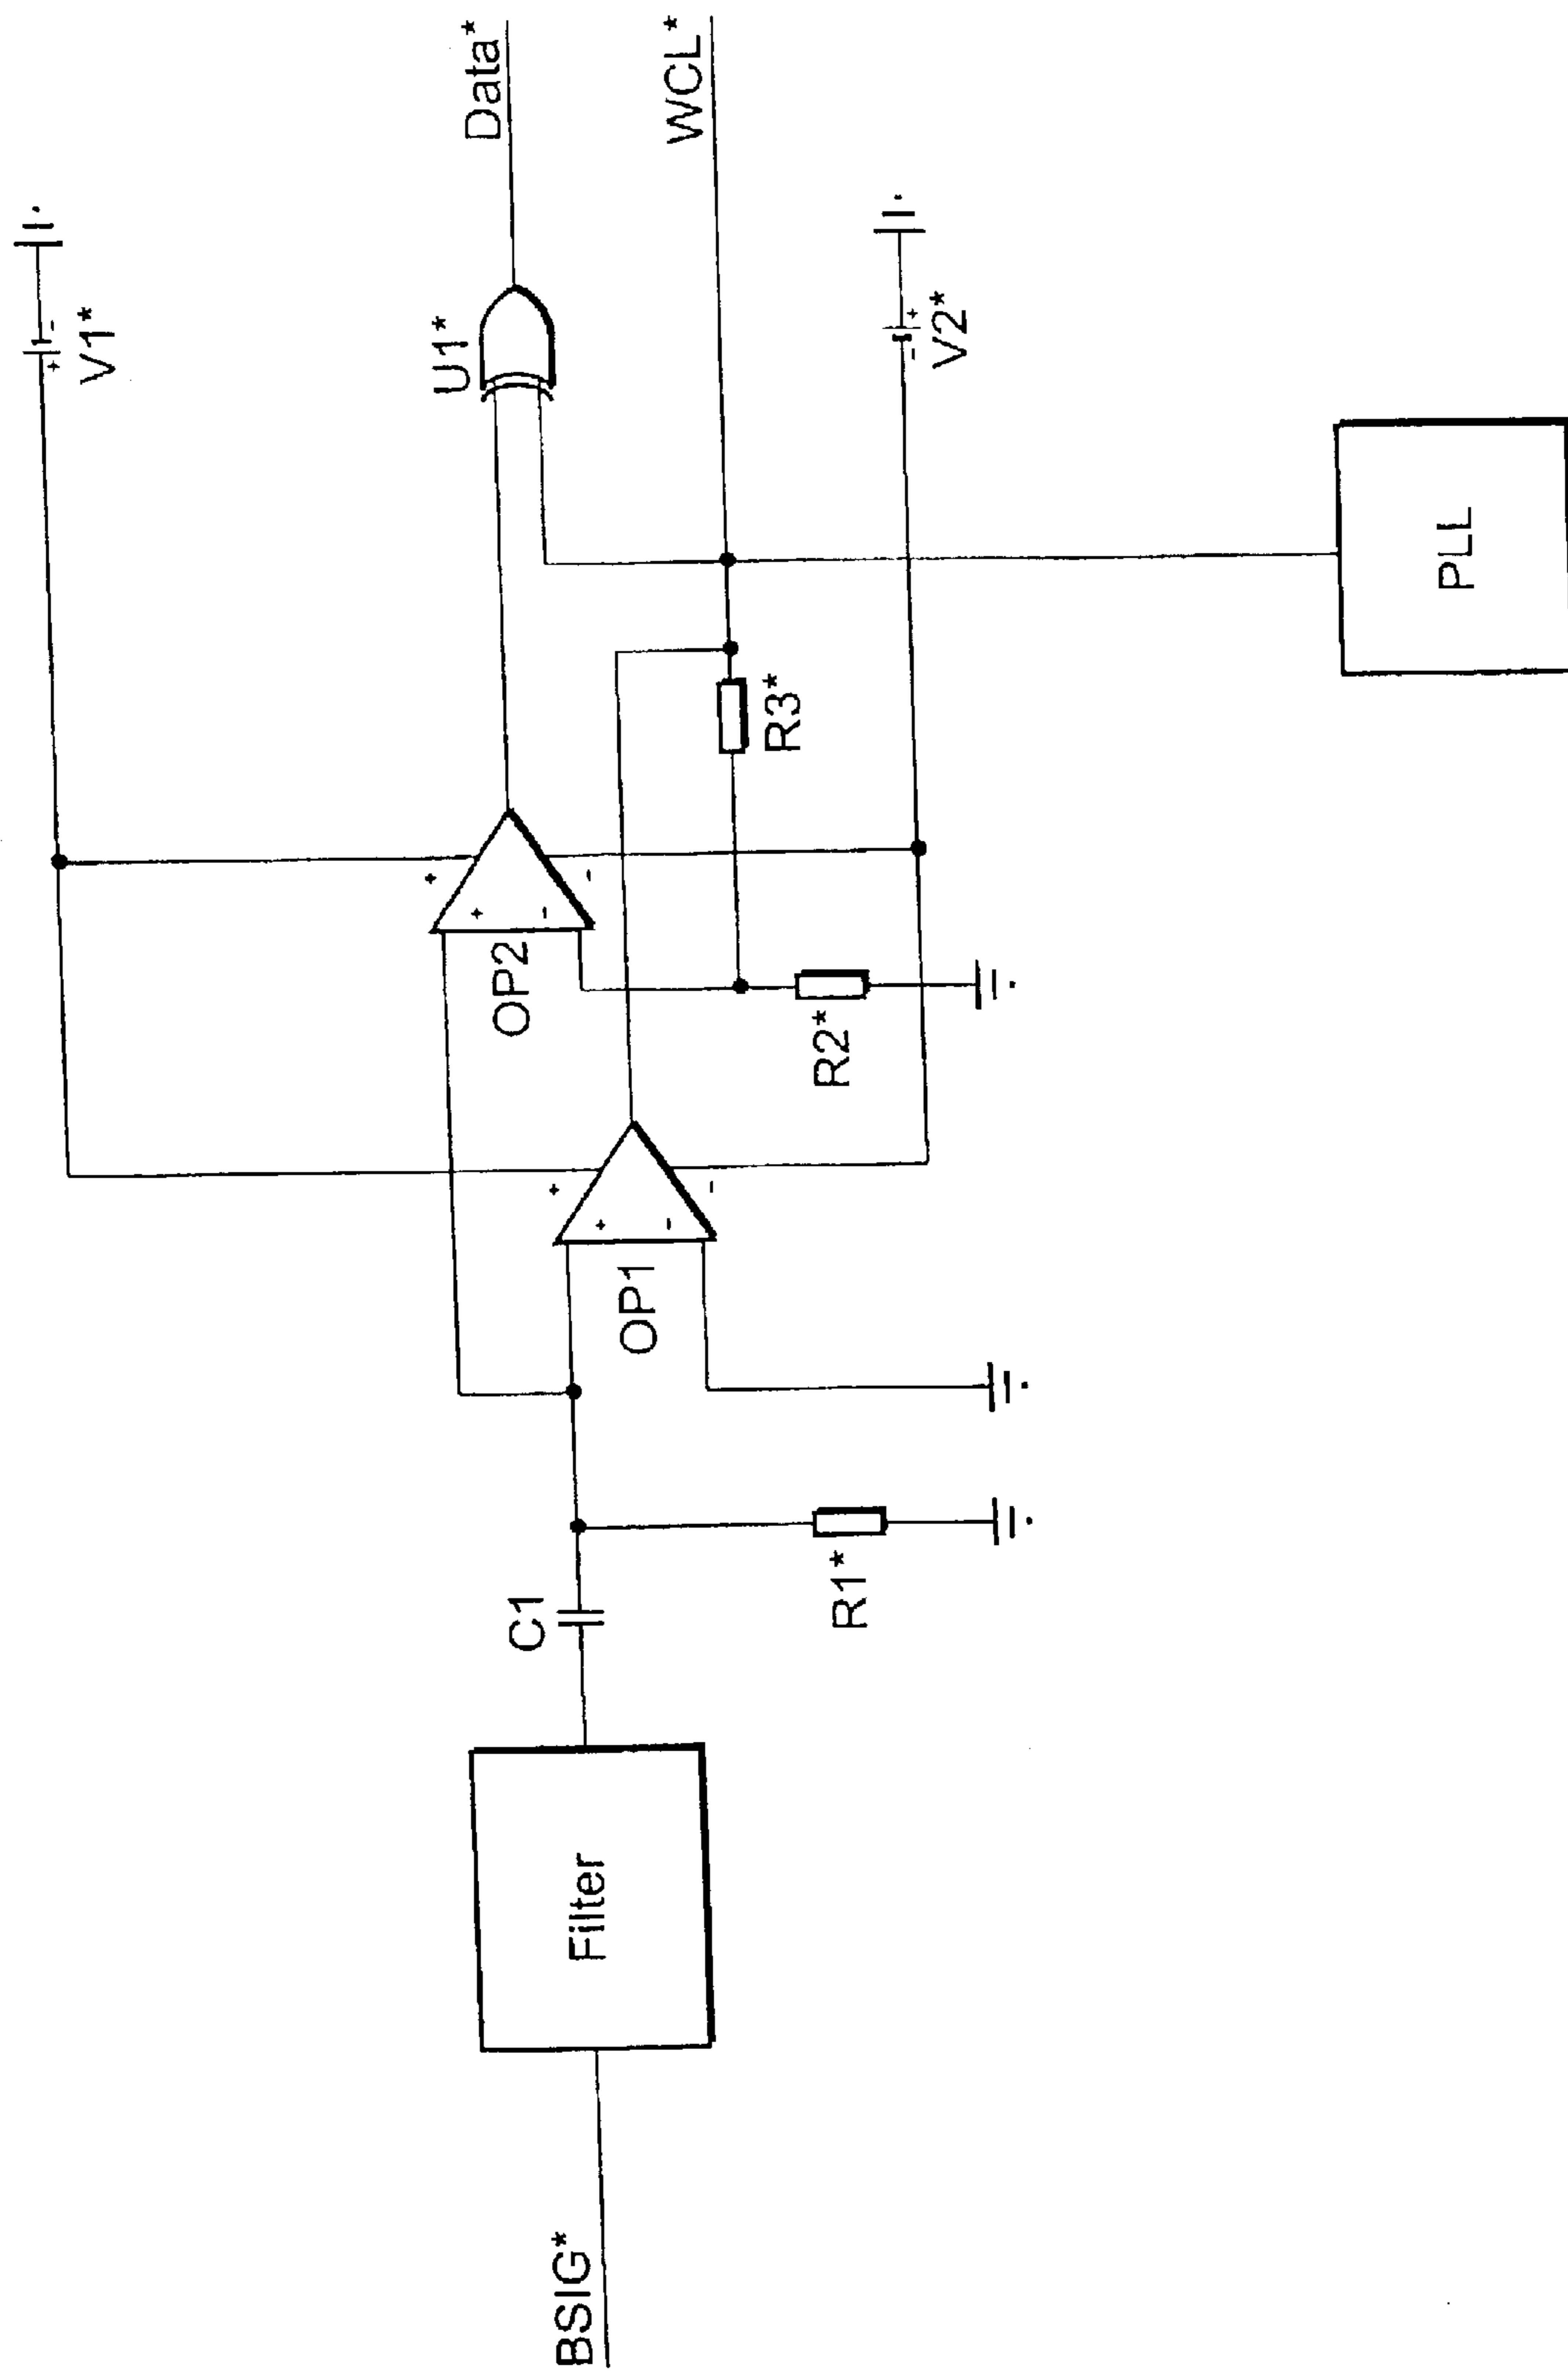 V1*
Data*
U1*
WCL*
V2*
OP2
R3*
R2*
OP1
C1
R1*
Filter
BSIG*
PLL